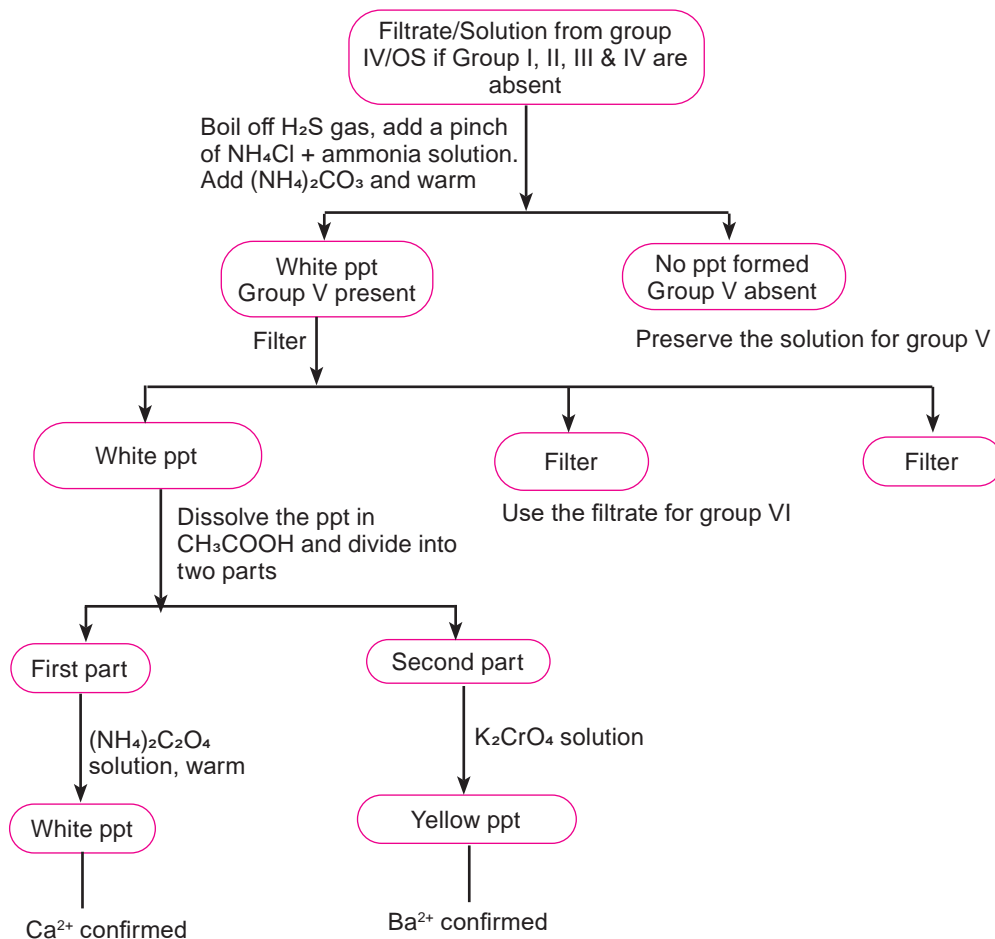 Filtrate/Solution from group
IV/OS if Group I, II, III & IV are
absent
Boil off H₂S gas, add a pinch
of NH₄Cl + ammonia solution.
Add (NH₄)₂CO₃ and warm
White ppt
Group V present
No ppt formed
Group V absent
Filter
Preserve the solution for group V
White ppt
Filter
Filter
Use the filtrate for group VI
Dissolve the ppt in
CH₃COOH and divide into
two parts
First part
Second part
(NH₄)₂C₂O₄
solution, warm
K₂CrO₄ solution
White ppt
Yellow ppt
Ca²⁺ confirmed
Ba²⁺ confirmed